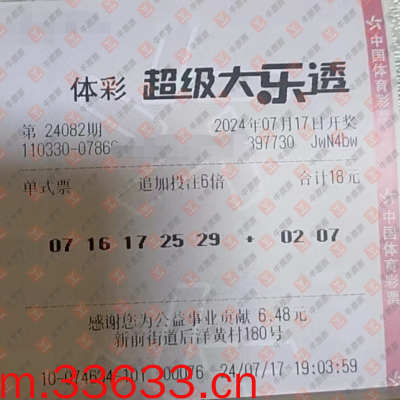 体彩 超级大乐透
第 24082期 2024年07月17日开奖
110330-0786 397730 JwN4bw
单式票 追加投注6倍 合计18元
07 16 17 25 29 + 02 07
感谢您为公益事业贡献 6.48元
新前街道后洋黄村180号
10-074634-101 000076 24/07/17 19:03:59
m.33633.cn
中国体育彩票
中国体育彩票